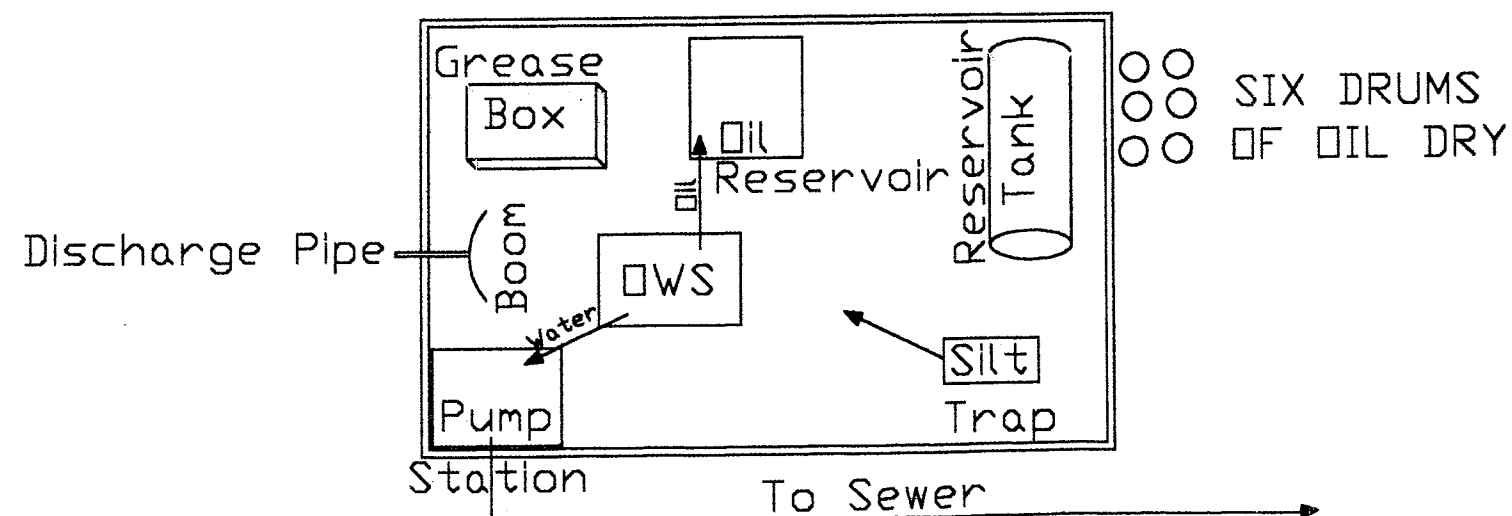 Grease
Box
Oil
Reservoir
Oil
Reservoir
Tank
SIX DRUMS
OF OIL DRY
Discharge Pipe
Boom
OWS
Water
Silt
Trap
Pump
Station
To Sewer